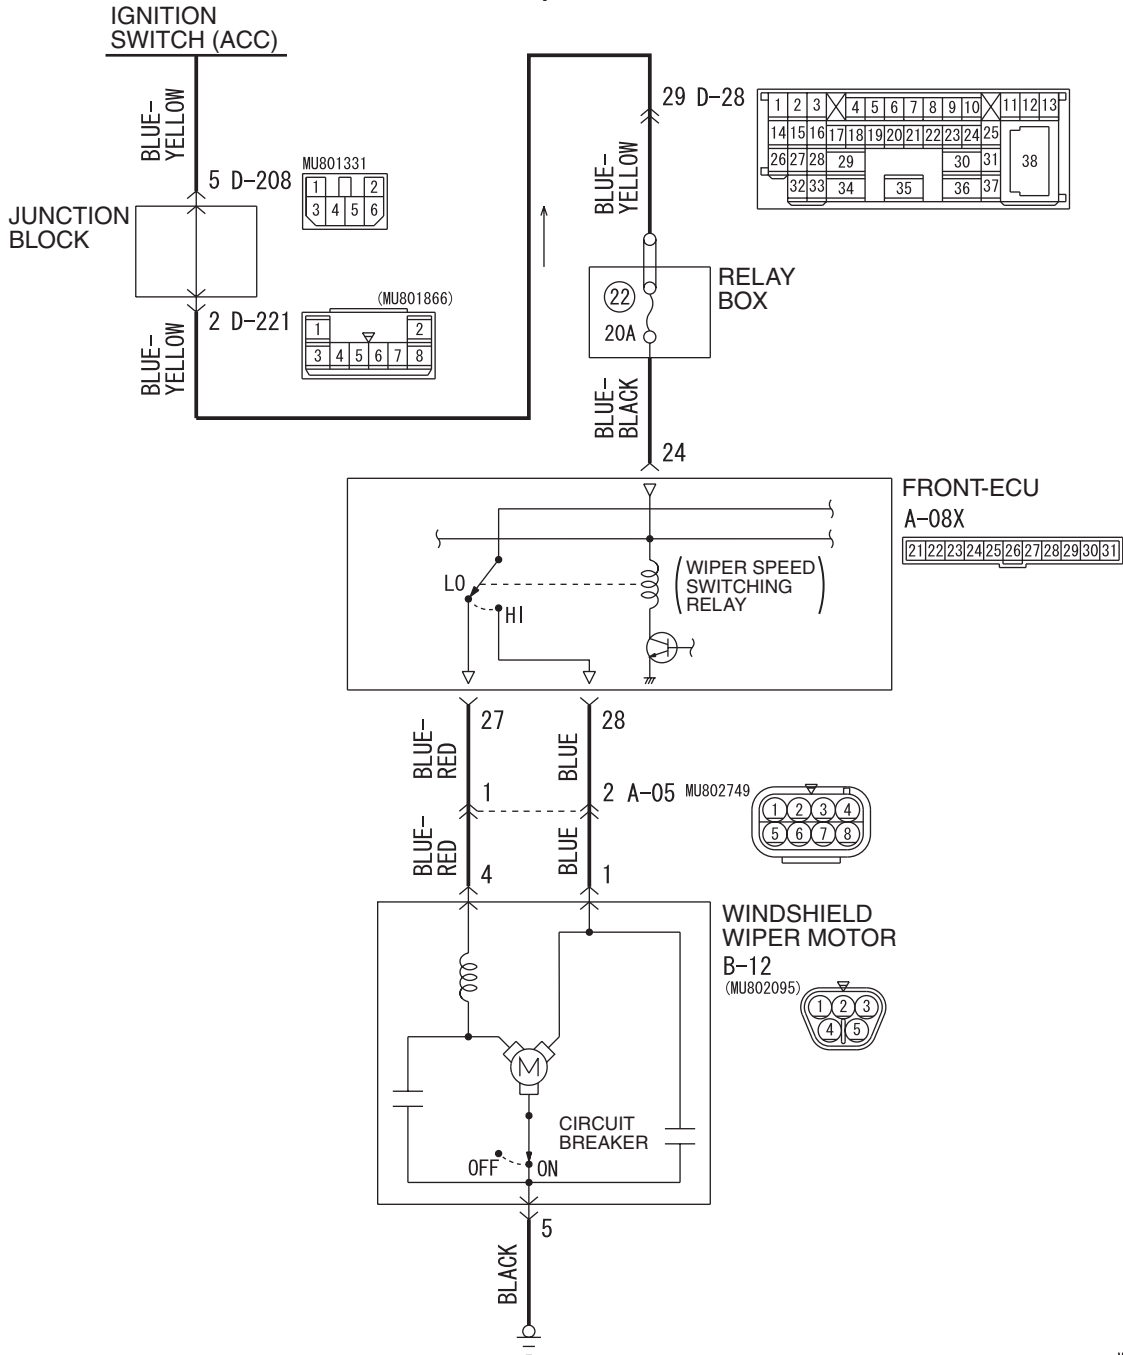 IGNITION
SWITCH (ACC)
BLUE-
YELLOW
5 D-208
MU801331
1 2
3 4 5 6
JUNCTION
BLOCK
2 D-221
(MU801866)
1 2
3 4 5 6 7 8
BLUE-
YELLOW
29 D-28
1 2 3 4 5 6 7 8 9 10 11 12 13
14 15 16 17 18 19 20 21 22 23 24 25
26 27 28 29 30 31 38
32 33 34 35 36 37
BLUE-
YELLOW
RELAY
BOX
22
20A
BLUE-
BLACK
24
FRONT-ECU
A-08X
21 22 23 24 25 26 27 28 29 30 31
LO
HI
WIPER SPEED
SWITCHING
RELAY
27
28
BLUE-
RED
BLUE
1
2 A-05 MU802749
1 2 3 4
5 6 7 8
BLUE-
RED
BLUE
4
1
WINDSHIELD
WIPER MOTOR
B-12
(MU802095)
1 2 3
4 5
M
CIRCUIT
BREAKER
OFF ON
5
BLACK